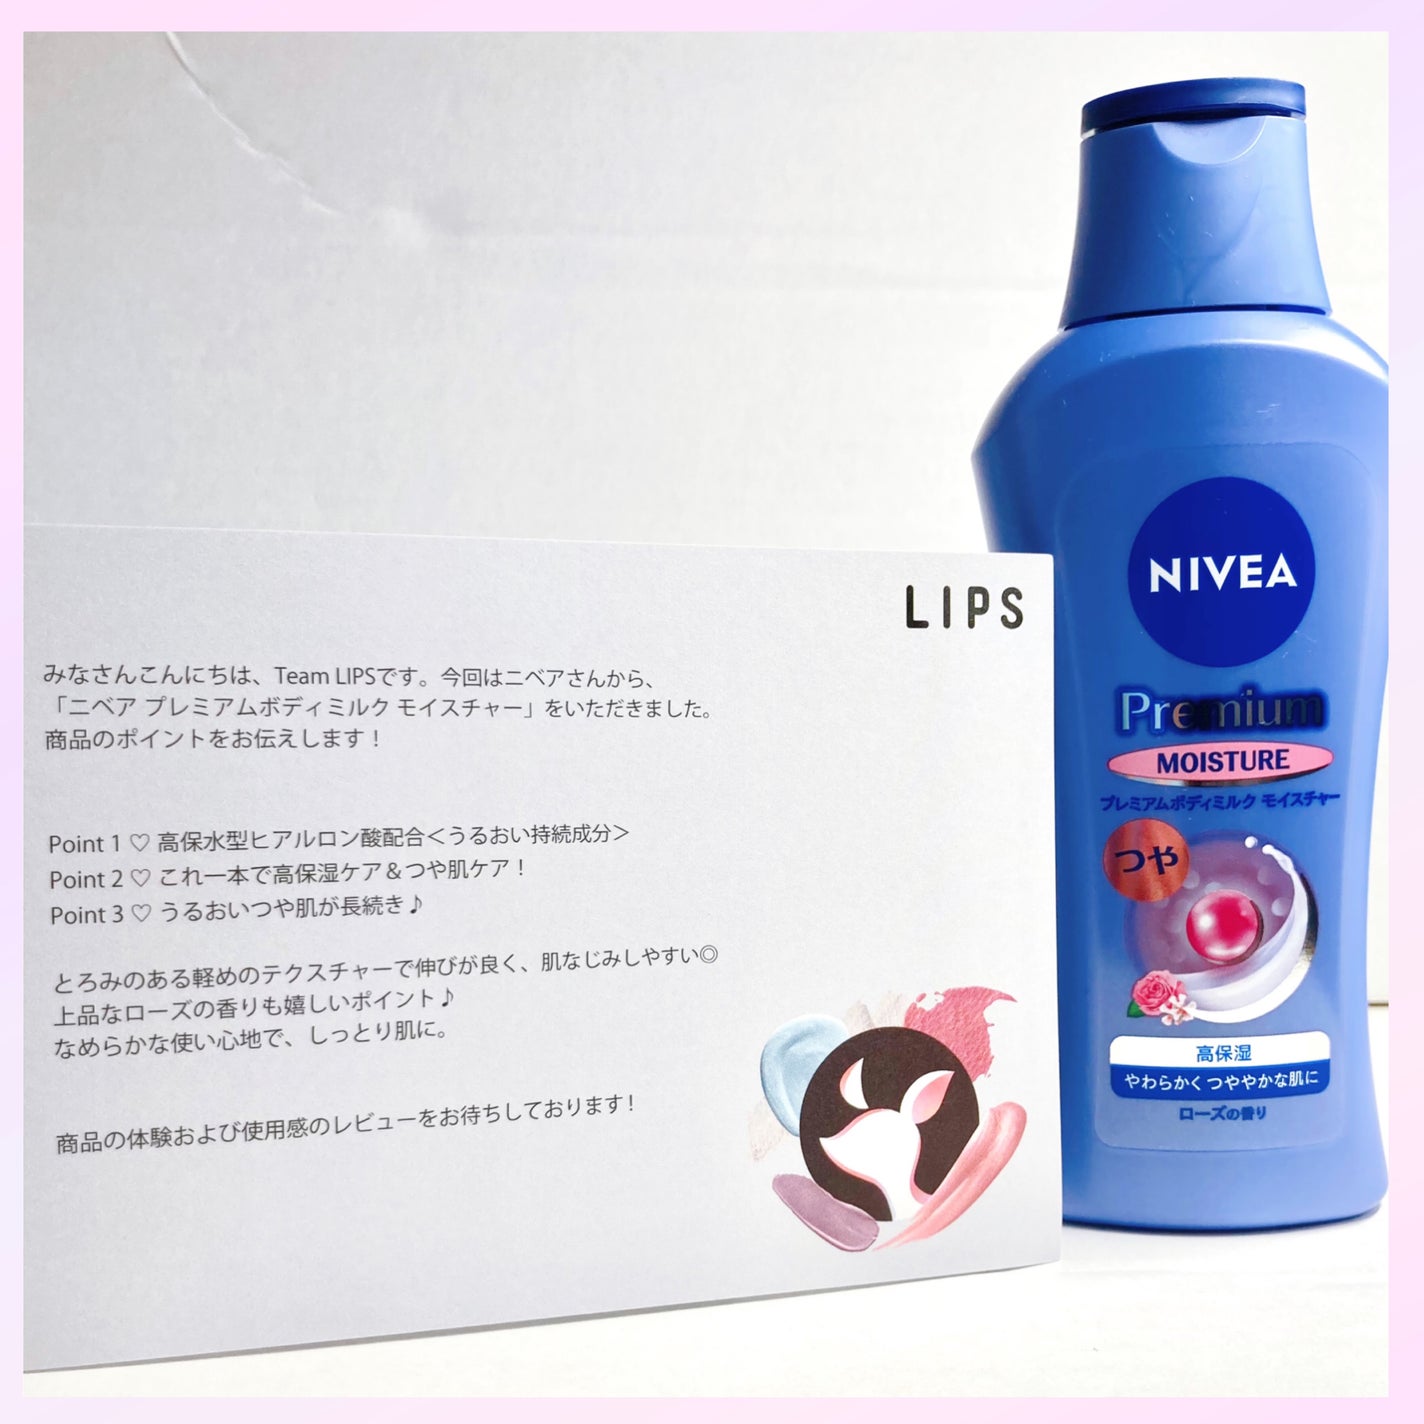 LIPS
みなさんこんにちは、Team LIPSです。今回はニベアさんから、
「ニベア プレミアムボディミルク モイスチャー」をいただきました。
商品のポイントをお伝えします！
Point 1 ♡ 高保水型ヒアルロン酸配合＜うるおい持続成分＞
Point 2 ♡ これ一本で高保湿ケア＆つや肌ケア！
Point 3 ♡ うるおいつや肌が長続き♪
とろみのある軽めのテクスチャーで伸びが良く、肌なじみしやすい◎
上品なローズの香りも嬉しいポイント♪
なめらかな使い心地で、しっとり肌に。
商品の体験および使用感のレビューをお待ちしております！
NIVEA
Premium
MOISTURE
プレミアムボディミルク モイスチャー
つや
高保湿
やわらかくつややかな肌に
ローズの香り